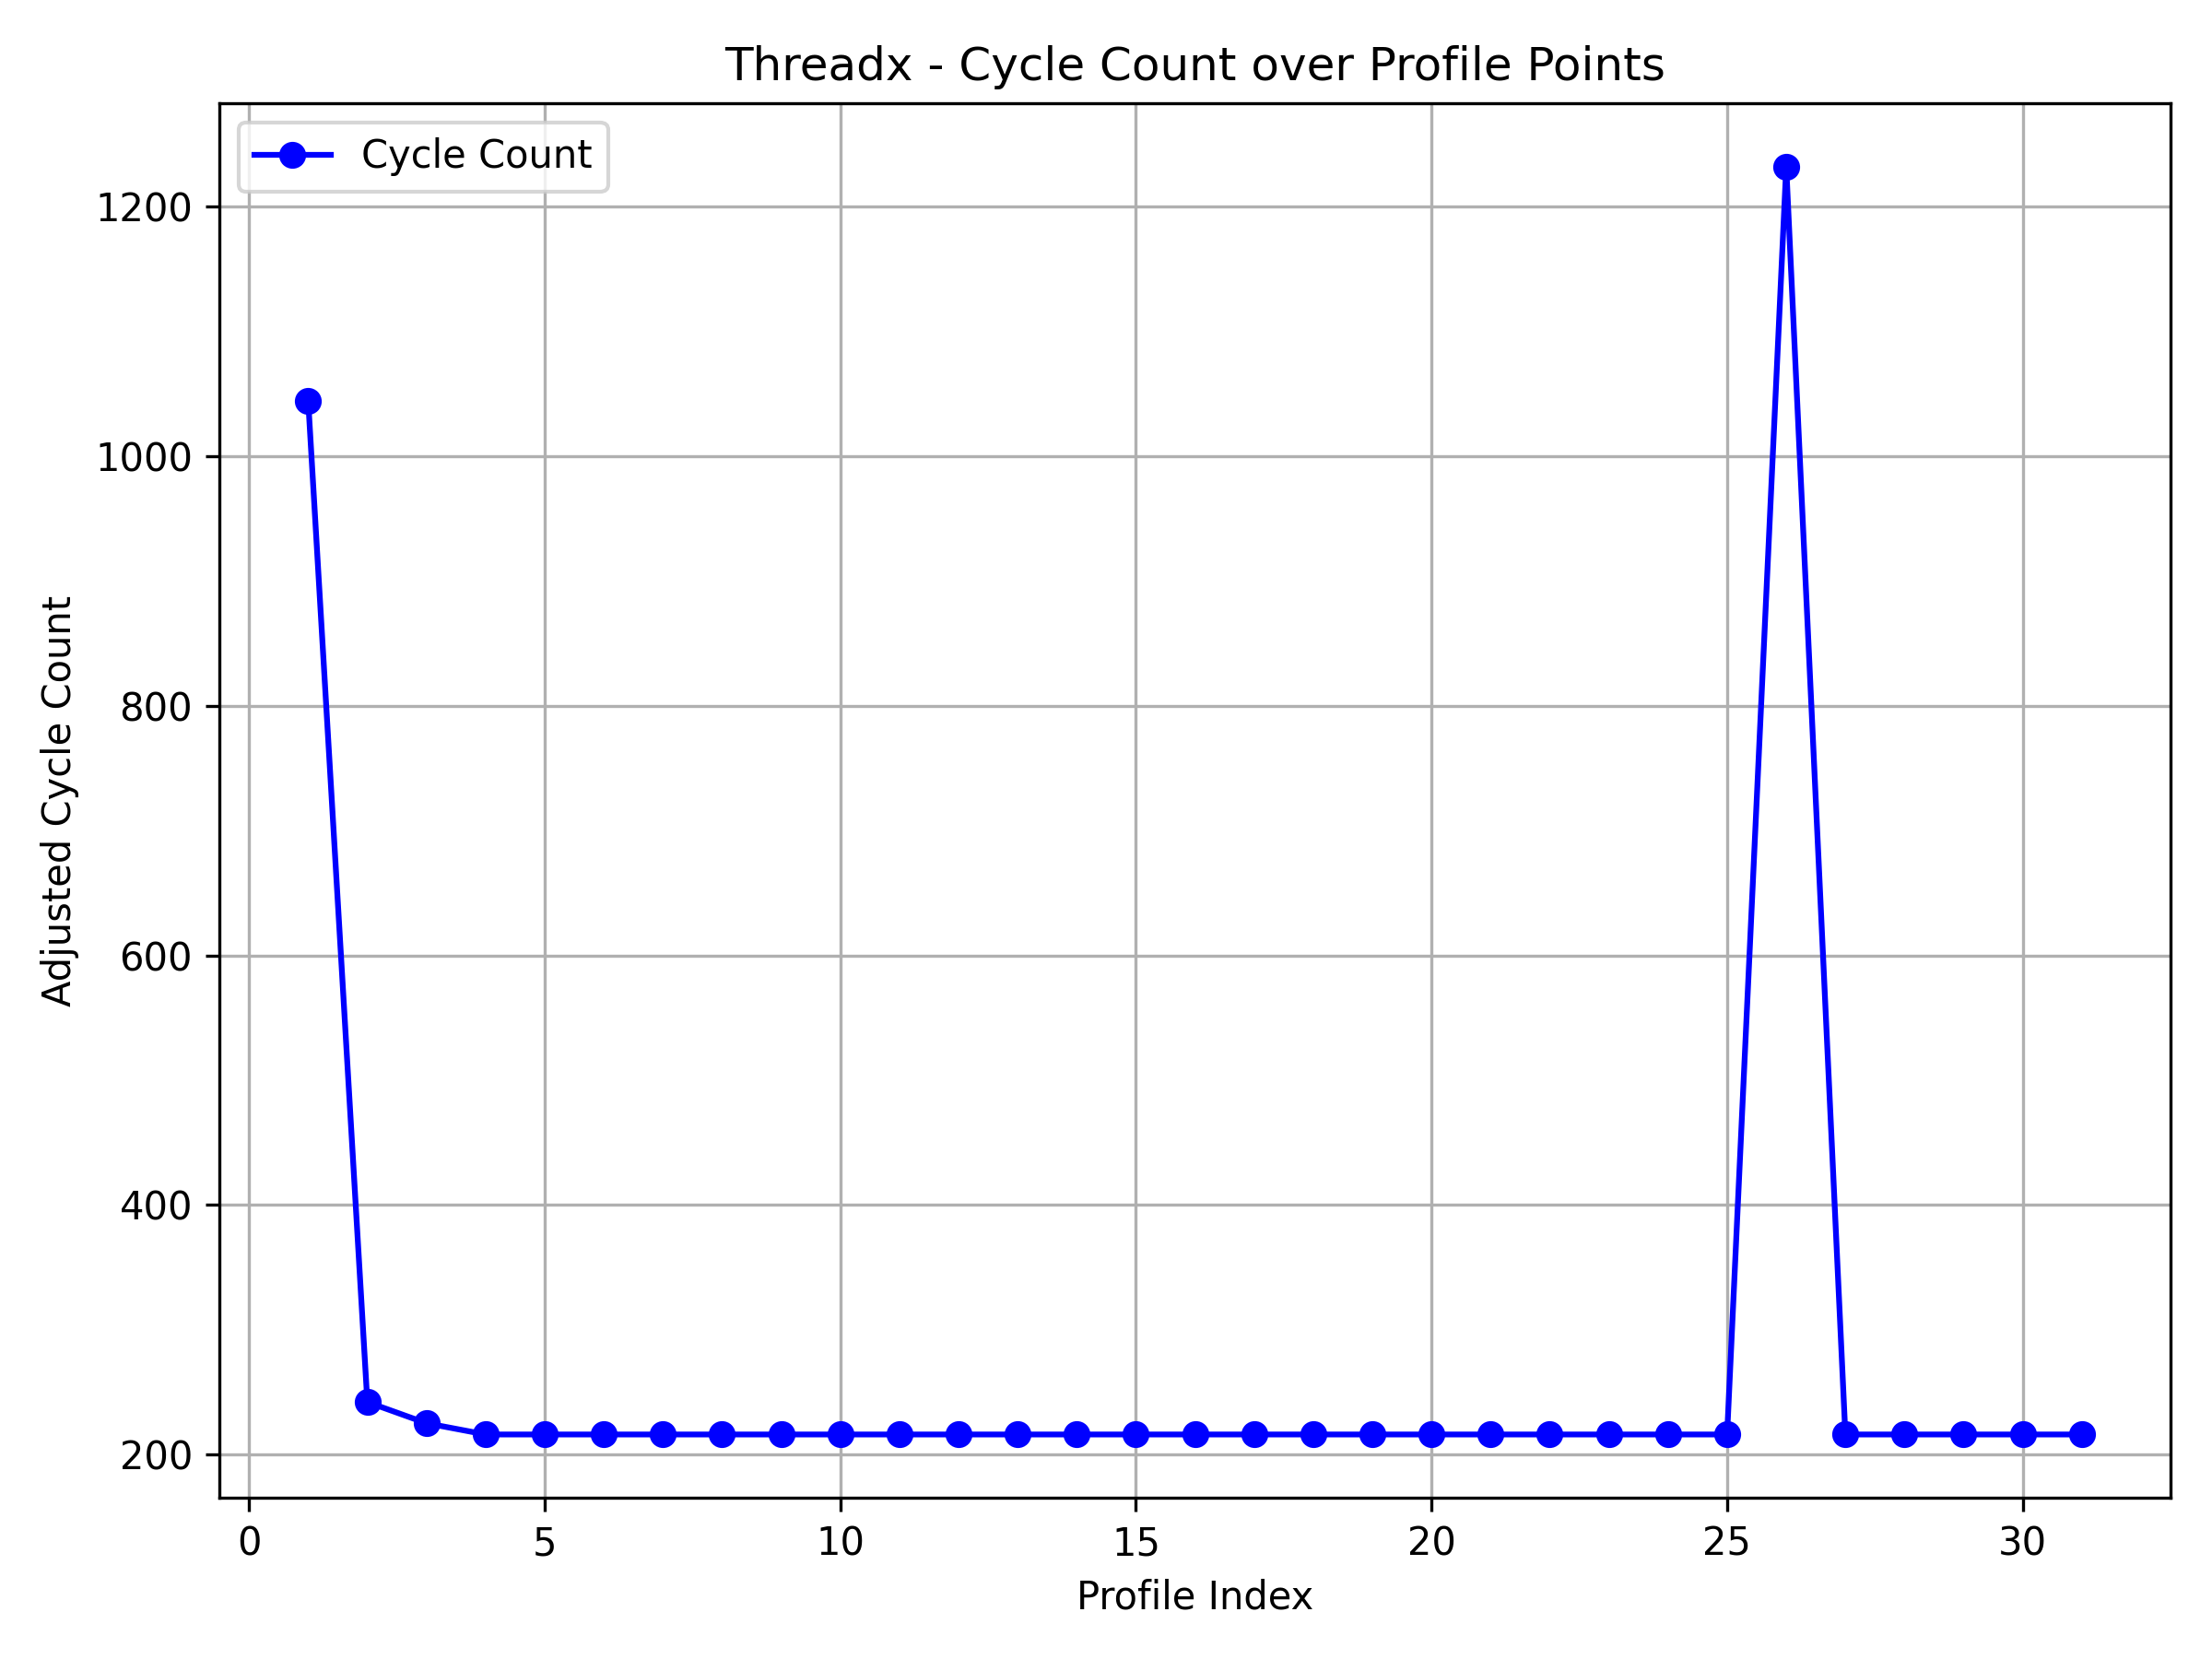 Threadx - Cycle Count over Profile Points
Cycle Count
1200
1000
800
600
400
200
Adjusted Cycle Count
0 5 10 15 20 25 30
Profile Index